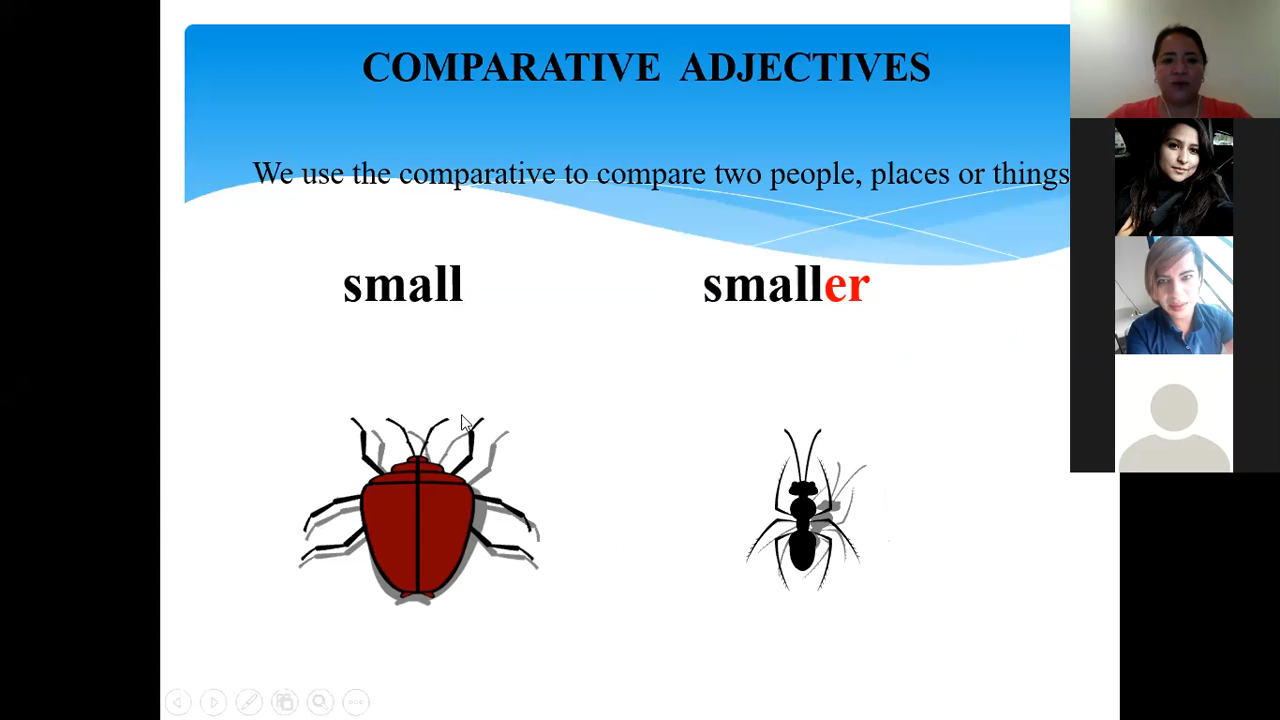 COMPARATIVE ADJECTIVES
We use the comparative to compare two people, places or things
small
smaller